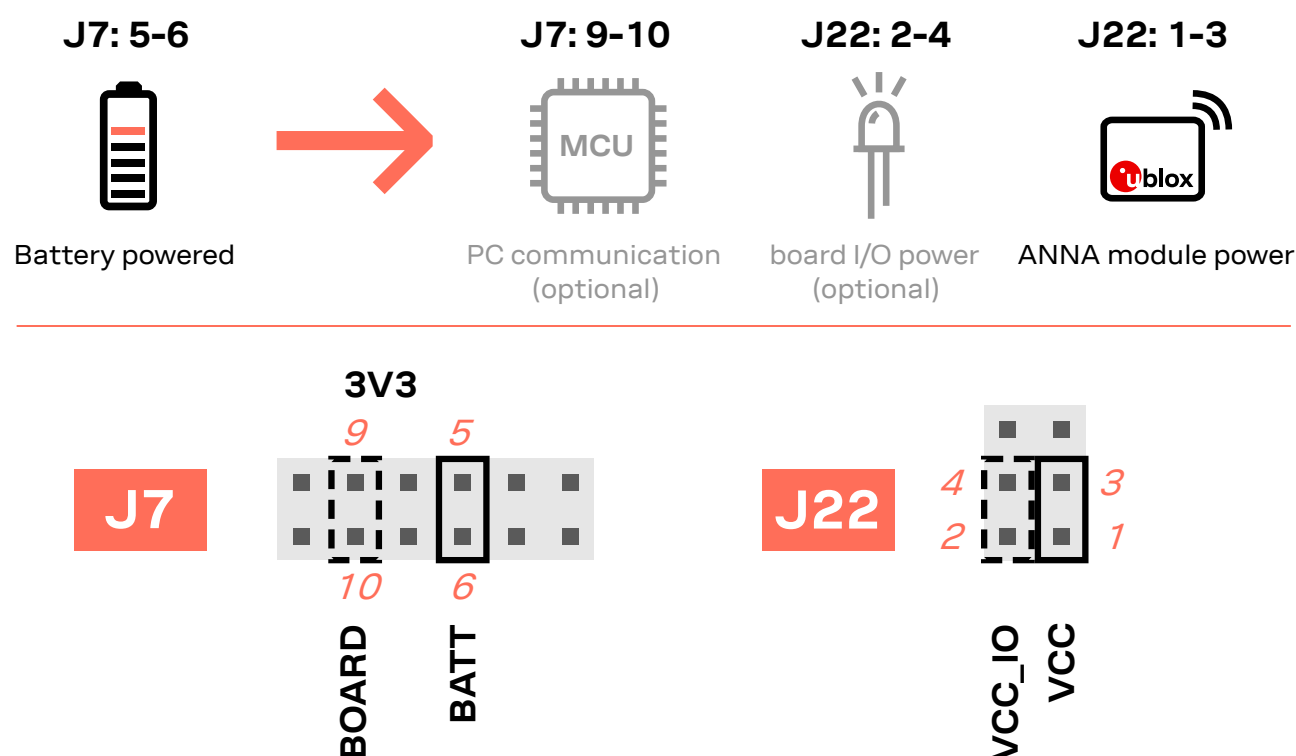 J7: 5-6
J7: 9-10
J22: 2-4
J22: 1-3
MCU
ublox
Battery powered
PC communication
(optional)
board I/O power
(optional)
ANNA module power
3V3
9
5
J7
10
6
BOARD
BATT
J22
4
3
2
1
VCC_IO
VCC